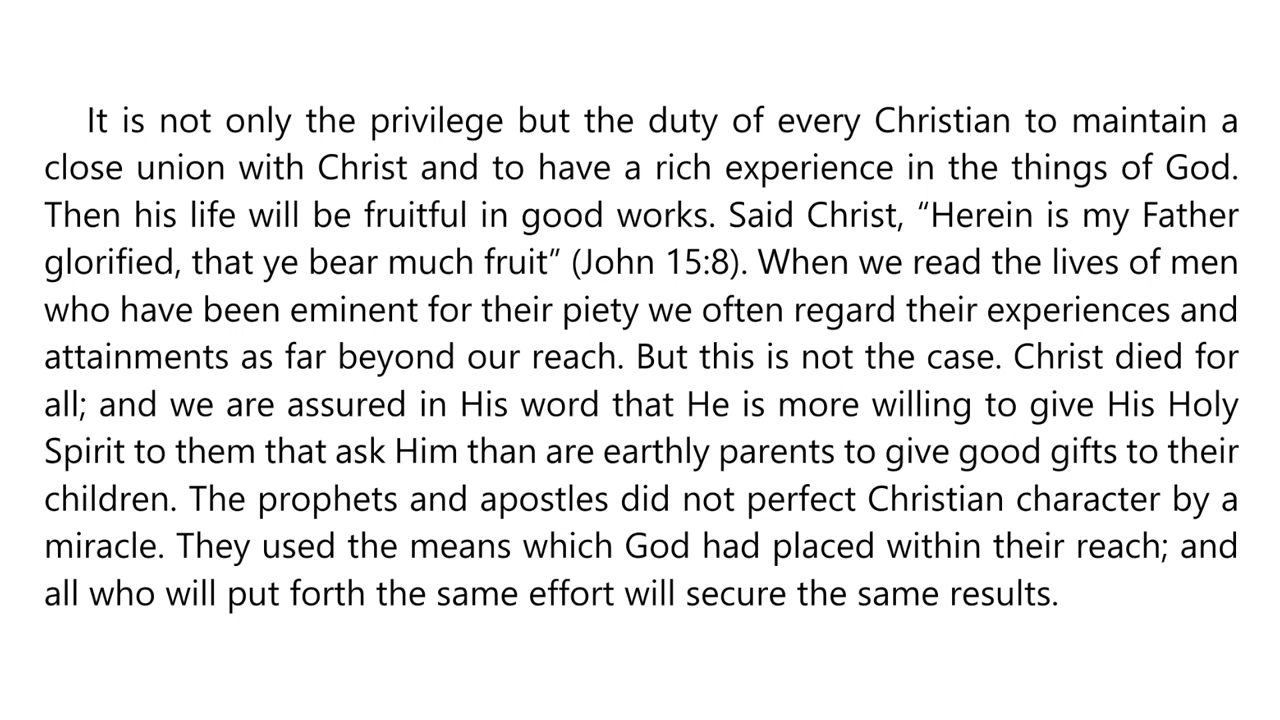 It is not only the privilege but the duty of every Christian to maintain a
close union with Christ and to have a rich experience in the things of God.
Then his life will be fruitful in good works. Said Christ, “Herein is my Father
glorified, that ye bear much fruit” (John 15:8). When we read the lives of men
who have been eminent for their piety we often regard their experiences and
attainments as far beyond our reach. But this is not the case. Christ died for
all; and we are assured in His word that He is more willing to give His Holy
Spirit to them that ask Him than are earthly parents to give good gifts to their
children. The prophets and apostles did not perfect Christian character by a
miracle. They used the means which God had placed within their reach; and
all who will put forth the same effort will secure the same results.